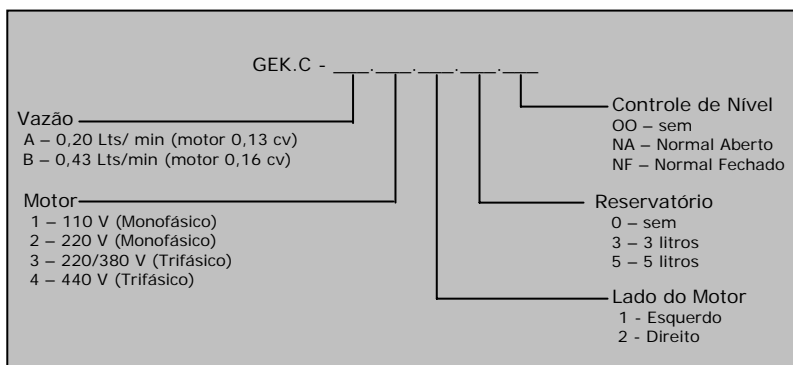 GEK.C - ___.___.___.___.___
Vazão
A – 0,20 Lts/ min (motor 0,13 cv)
B – 0,43 Lts/min (motor 0,16 cv)
Motor
1 – 110 V (Monofásico)
2 – 220 V (Monofásico)
3 – 220/380 V (Trifásico)
4 – 440 V (Trifásico)
Controle de Nível
OO – sem
NA – Normal Aberto
NF – Normal Fechado
Reservatório
0 – sem
3 – 3 litros
5 – 5 litros
Lado do Motor
1 - Esquerdo
2 - Direito